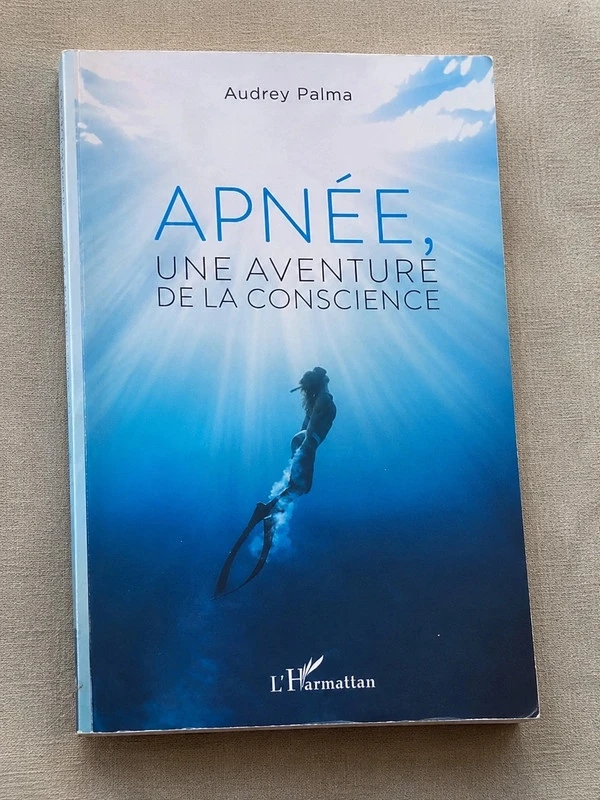 Audrey Palma
APNÉE,
UNE AVENTURE
DE LA CONSCIENCE
L'Harmattan